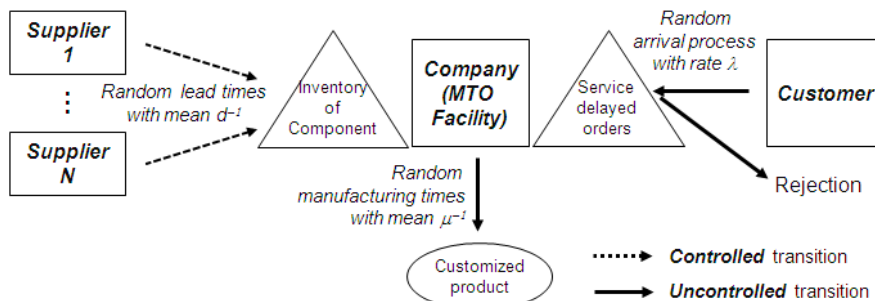 Supplier
1
⋮
Supplier
N
Random lead times
with mean d⁻¹
Inventory
of
Component
Company
(MTO
Facility)
Random
manufacturing times
with mean μ⁻¹
Customized
product
Service
delayed
orders
Random
arrival process
with rate λ
Customer
Rejection
Controlled transition
Uncontrolled transition